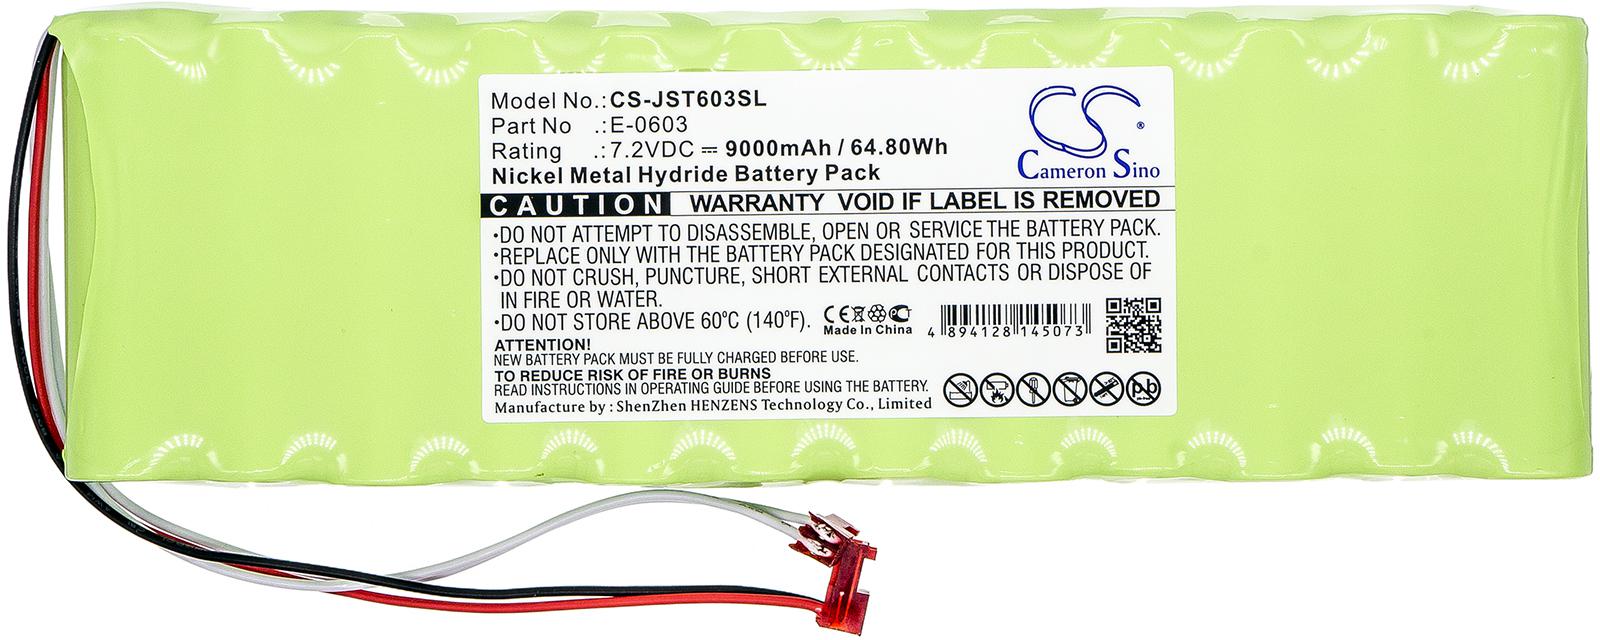 Model No.:CS-JST603SL
Part No .:E-0603
Rating .:7.2VDC ⎓ 9000mAh / 64.80Wh
Nickel Metal Hydride Battery Pack
CS ®
Cameron Sino
CAUTION WARRANTY VOID IF LABEL IS REMOVED
•DO NOT ATTEMPT TO DISASSEMBLE, OPEN OR SERVICE THE BATTERY PACK.
•REPLACE ONLY WITH THE BATTERY PACK DESIGNATED FOR THIS PRODUCT.
•DO NOT CRUSH, PUNCTURE, SHORT EXTERNAL CONTACTS OR DISPOSE OF
IN FIRE OR WATER.
•DO NOT STORE ABOVE 60°C (140°F).
CE
Made In China
4 894128 145073
ATTENTION!
NEW BATTERY PACK MUST BE FULLY CHARGED BEFORE USE.
TO REDUCE RISK OF FIRE OR BURNS
READ INSTRUCTIONS IN OPERATING GUIDE BEFORE USING THE BATTERY.
Manufacture by : ShenZhen HENZENS Technology Co., Limited
Pb